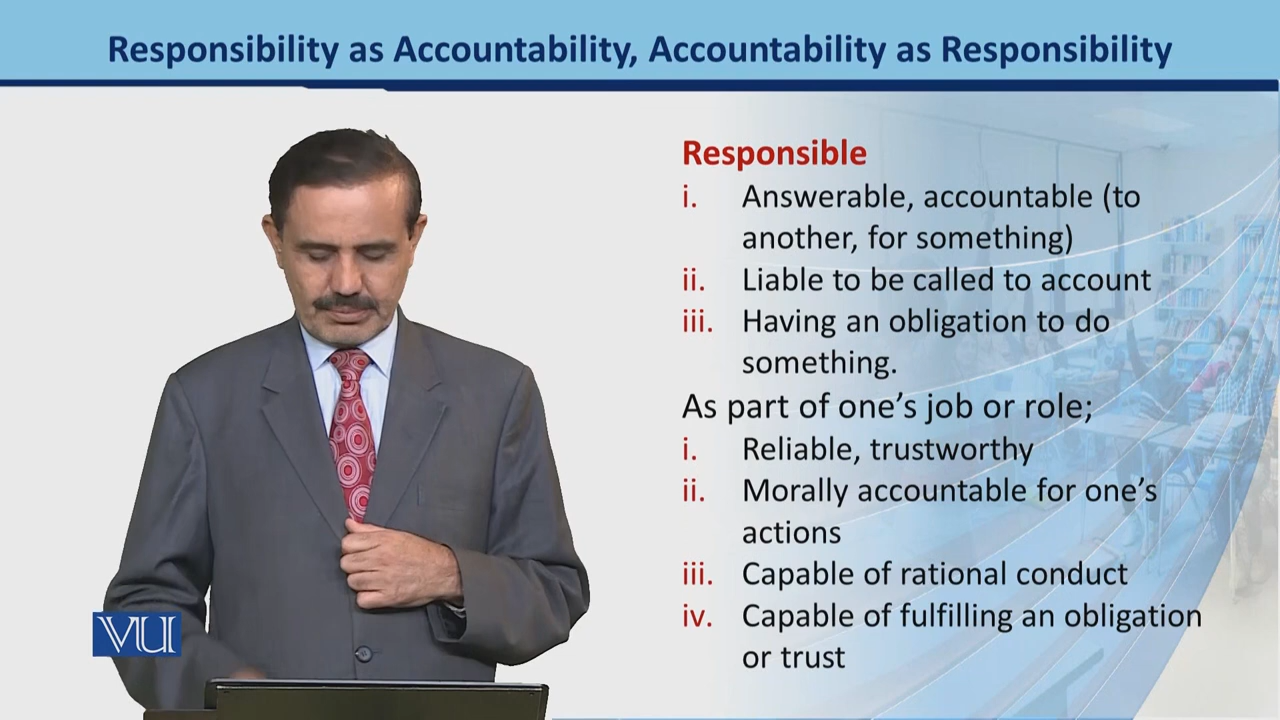 Responsibility as Accountability, Accountability as Responsibility
Responsible
i. Answerable, accountable (to
another, for something)
ii. Liable to be called to account
iii. Having an obligation to do
something.
As part of one’s job or role;
i. Reliable, trustworthy
ii. Morally accountable for one’s
actions
iii. Capable of rational conduct
iv. Capable of fulfilling an obligation
or trust
VU